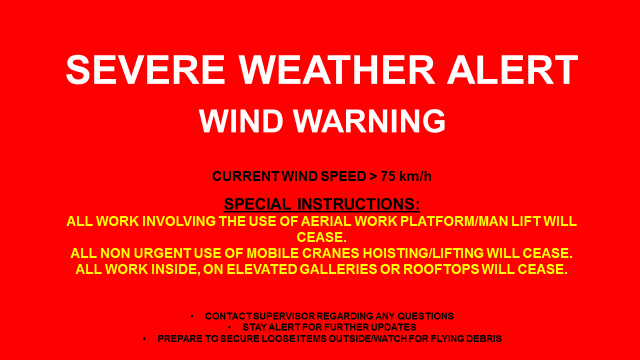 SEVERE WEATHER ALERT
WIND WARNING
CURRENT WIND SPEED > 75 km/h
SPECIAL INSTRUCTIONS:
ALL WORK INVOLVING THE USE OF AERIAL WORK PLATFORM/MAN LIFT WILL
CEASE.
ALL NON URGENT USE OF MOBILE CRANES HOISTING/LIFTING WILL CEASE.
ALL WORK INSIDE, ON ELEVATED GALLERIES OR ROOFTOPS WILL CEASE.
• CONTACT SUPERVISOR REGARDING ANY QUESTIONS
• STAY ALERT FOR FURTHER UPDATES
• PREPARE TO SECURE LOOSE ITEMS OUTSIDE/WATCH FOR FLYING DEBRIS